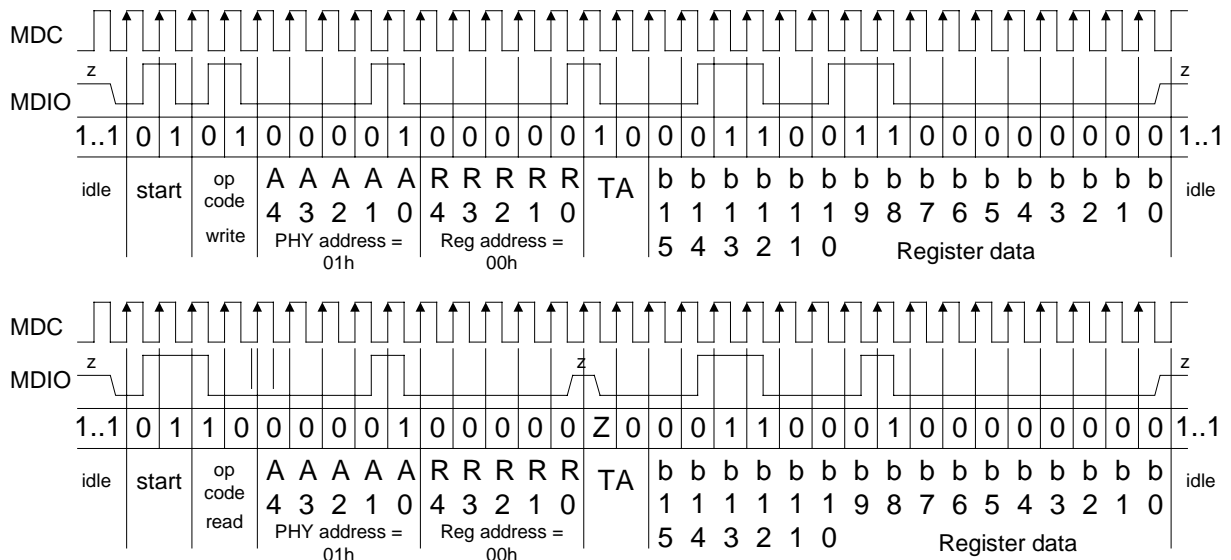 MDC
z z
MDIO
1..1 0 1 0 1 0 0 0 0 1 0 0 0 0 0 1 0 0 0 1 1 0 0 1 1 0 0 0 0 0 0 0 0 1..1
idle start op code write A4 A3 A2 A1 A0 R4 R3 R2 R1 R0 TA b15 b14 b13 b12 b11 b10 b9 b8 b7 b6 b5 b4 b3 b2 b1 b0 idle
PHY address = 01h Reg address = 00h Register data
MDC
z z z
MDIO
1..1 0 1 1 0 0 0 0 0 1 0 0 0 0 0 Z 0 0 0 1 1 0 0 0 1 0 0 0 0 0 0 0 0 1..1
idle start op code read A4 A3 A2 A1 A0 R4 R3 R2 R1 R0 TA b15 b14 b13 b12 b11 b10 b9 b8 b7 b6 b5 b4 b3 b2 b1 b0 idle
PHY address = 01h Reg address = 00h Register data